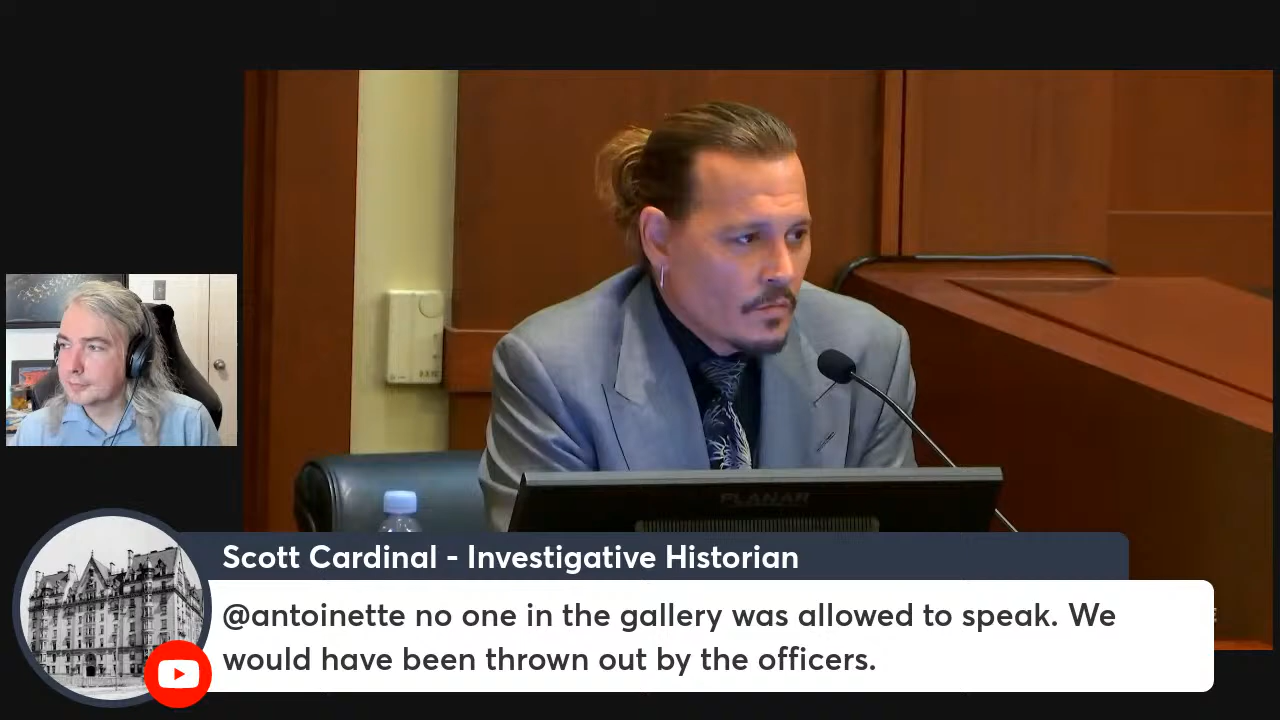 PLANAR
Scott Cardinal - Investigative Historian
@antoinette no one in the gallery was allowed to speak. We
would have been thrown out by the officers.